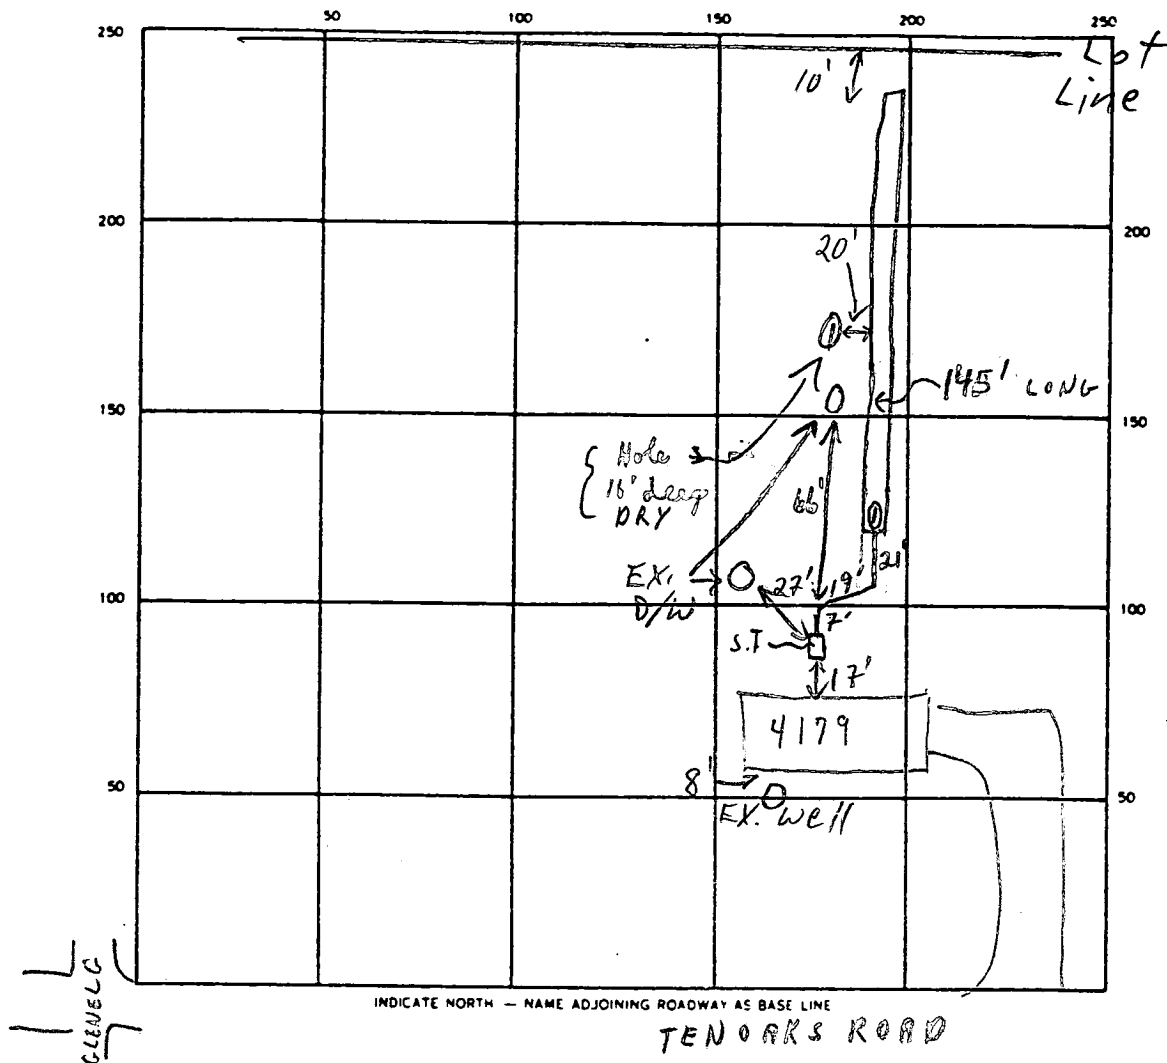 50 100 150 200 250
250
Lot
Line
10'
200 200
20'
145' LONG
150 150
Hole
16' deep
DRY
66'
21'
EX.
D/W
27' 19'
100 100
7'
S.T
17'
4179
8'
50 50
EX. well
GLENELG
INDICATE NORTH — NAME ADJOINING ROADWAY AS BASE LINE
TENOAKS ROAD